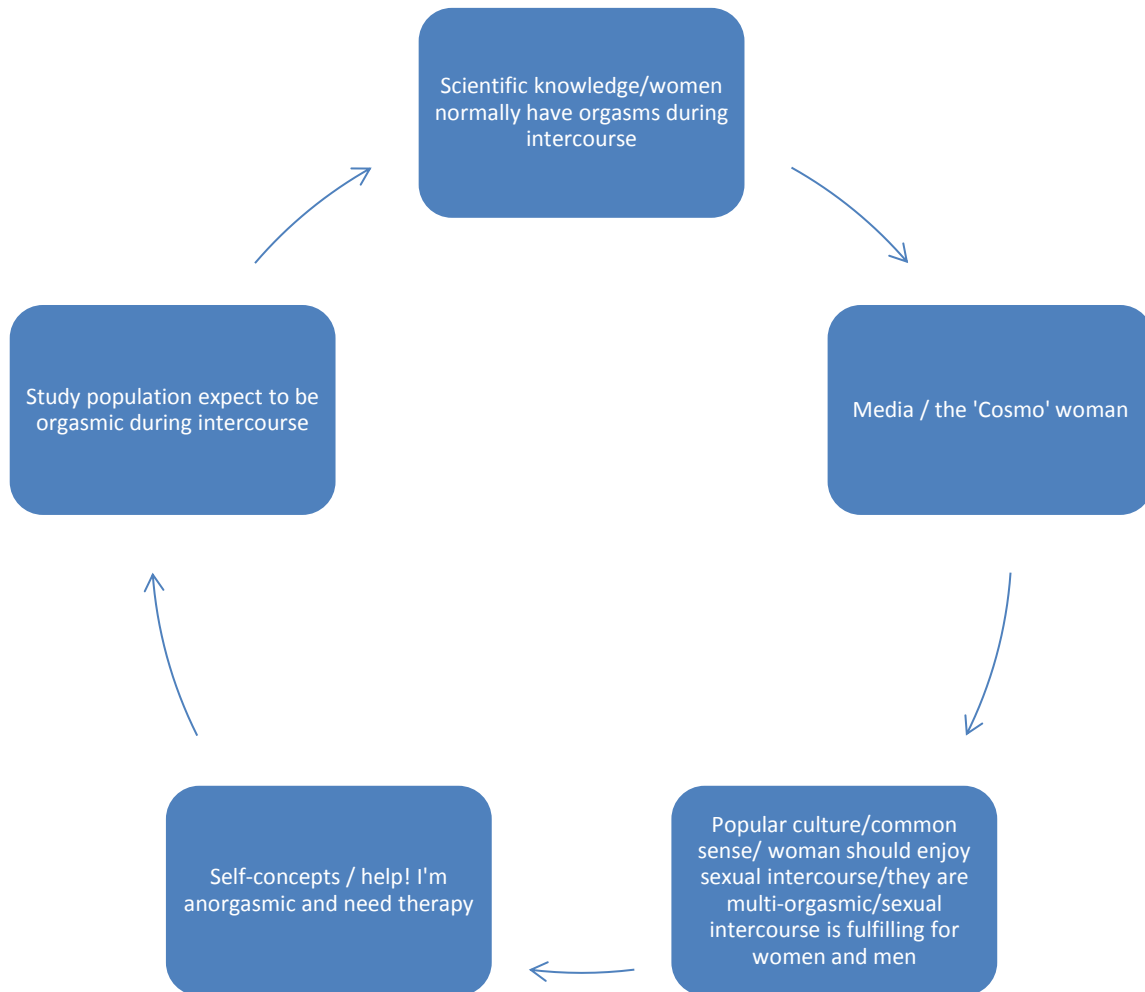 Scientific knowledge/women
normally have orgasms during
intercourse
Media / the 'Cosmo' woman
Popular culture/common
sense/ woman should enjoy
sexual intercourse/they are
multi-orgasmic/sexual
intercourse is fulfilling for
women and men
Self-concepts / help! I'm
anorgasmic and need therapy
Study population expect to be
orgasmic during intercourse